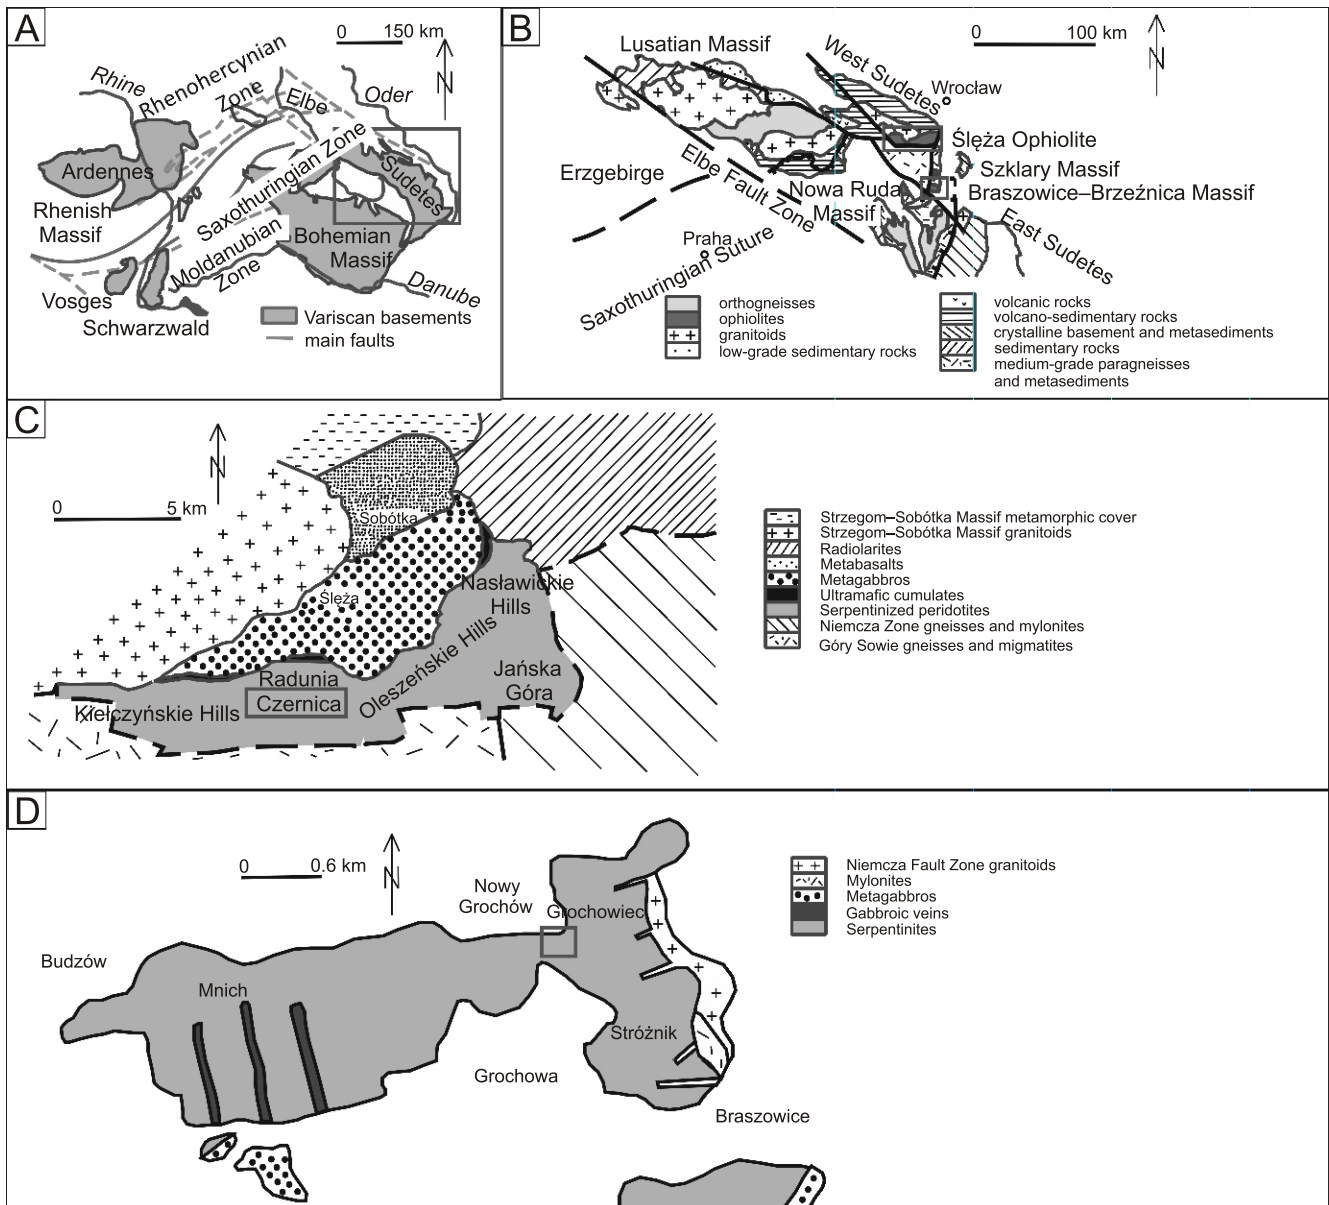 A
0 150 km
N
Rhine
Rhenohercynian
Zone
Elbe
Oder
Ardennes
Saxothuringian Zone
Sudetes
Rhenish
Massif
Moldanubian
Zone
Bohemian
Massif
Danube
Vosges
Schwarzwald
Variscan basements
main faults
B
0 100 km
N
Lusatian Massif
West Sudetes
Wrocław
Ślęża Ophiolite
Szklary Massif
Braszowice–Brzeźnica Massif
Erzgebirge
Elbe Fault Zone
Nowa Ruda
Massif
East Sudetes
Praha
Saxothuringian Suture
orthogneisses
ophiolites
granitoids
low-grade sedimentary rocks
volcanic rocks
volcano-sedimentary rocks
crystalline basement and metasediments
sedimentary rocks
medium-grade paragneisses
and metasediments
C
N
0 5 km
Sobótka
Ślęża
Nasławickie
Hills
Oleszeńskie Hills
Jańska
Góra
Radunia
Czernica
Kiełczyńskie Hills
Strzegom–Sobótka Massif metamorphic cover
Strzegom–Sobótka Massif granitoids
Radiolarites
Metabasalts
Metagabbros
Ultramafic cumulates
Serpentinized peridotites
Niemcza Zone gneisses and mylonites
Góry Sowie gneisses and migmatites
D
0 0.6 km
N
Nowy
Grochów
Grochowiec
Budzów
Mnich
Stróżnik
Grochowa
Braszowice
Niemcza Fault Zone granitoids
Mylonites
Metagabbros
Gabbroic veins
Serpentinites